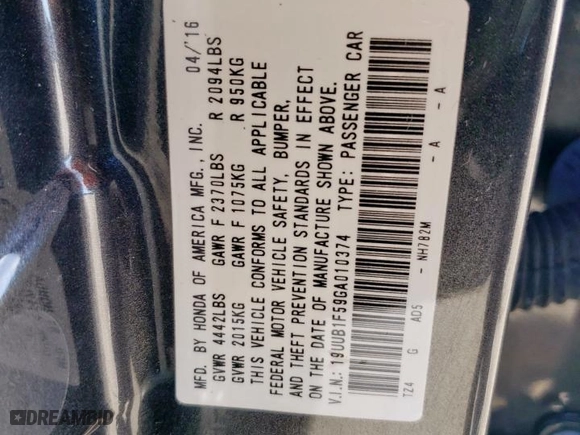 MFD. BY HONDA OF AMERICA MFG., INC. 04/'16
GVWR 4442LBS GAWR F 2370LBS R 2094LBS
GVWR 2015KG GAWR F 1075KG R 950KG
THIS VEHICLE CONFORMS TO ALL APPLICABLE
FEDERAL MOTOR VEHICLE SAFETY, BUMPER,
AND THEFT PREVENTION STANDARDS IN EFFECT
ON THE DATE OF MANUFACTURE SHOWN ABOVE.
V.I.N.: 19UUB1F59GA010374 TYPE: PASSENGER CAR
TZ4 G AD5 - NH782M - A - A
DREAMBID